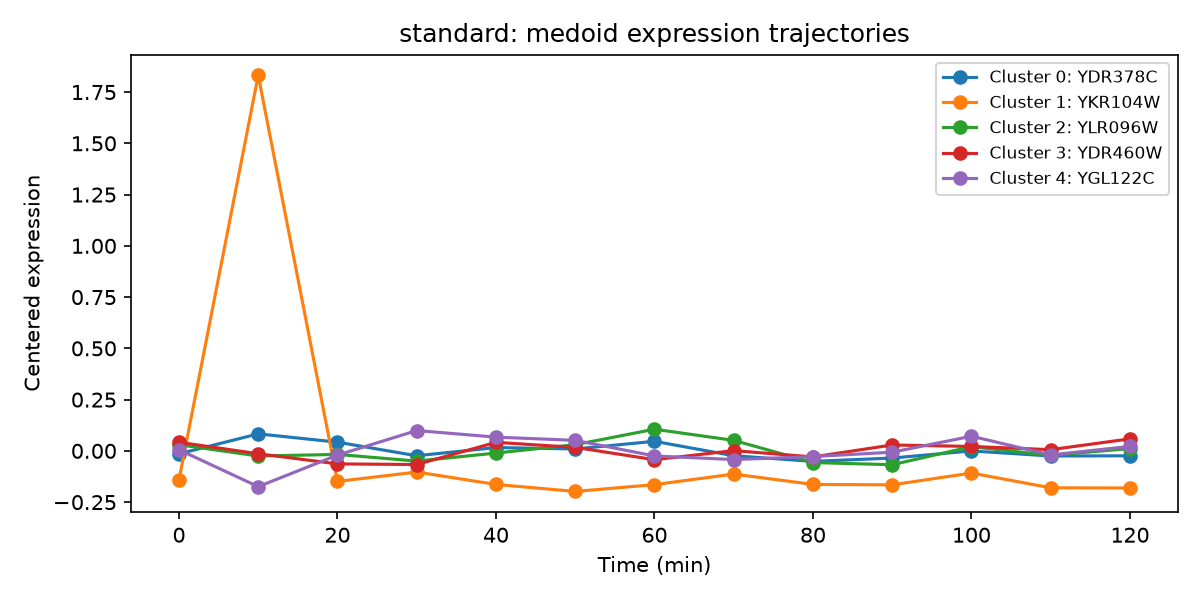 standard: medoid expression trajectories
Cluster 0: YDR378C
Cluster 1: YKR104W
Cluster 2: YLR096W
Cluster 3: YDR460W
Cluster 4: YGL122C
Centered expression
1.75
1.50
1.25
1.00
0.75
0.50
0.25
0.00
−0.25
0 20 40 60 80 100 120
Time (min)